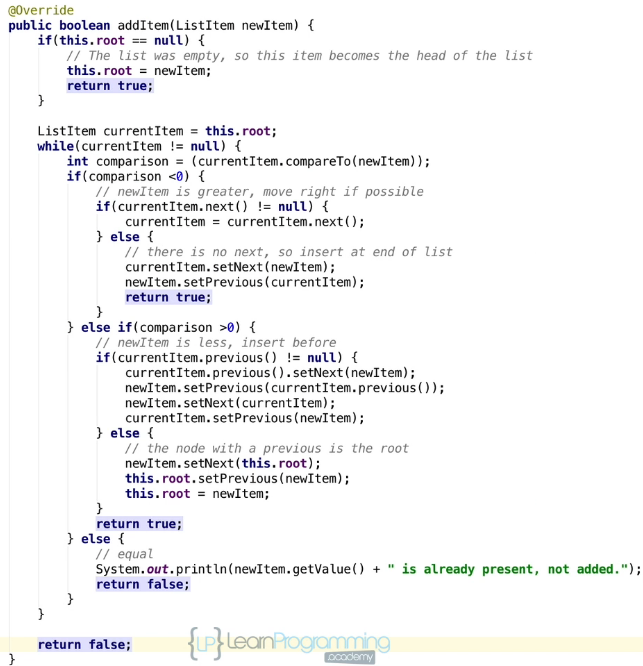 @Override
public boolean addItem(ListItem newItem) {
    if(this.root == null) {
        // The list was empty, so this item becomes the head of the list
        this.root = newItem;
        return true;
    }

    ListItem currentItem = this.root;
    while(currentItem != null) {
        int comparison = (currentItem.compareTo(newItem));
        if(comparison <0) {
            // newItem is greater, move right if possible
            if(currentItem.next() != null) {
                currentItem = currentItem.next();
            } else {
                // there is no next, so insert at end of list
                currentItem.setNext(newItem);
                newItem.setPrevious(currentItem);
                return true;
            }
        } else if(comparison >0) {
            // newItem is less, insert before
            if(currentItem.previous() != null) {
                currentItem.previous().setNext(newItem);
                newItem.setPrevious(currentItem.previous());
                newItem.setNext(currentItem);
                currentItem.setPrevious(newItem);
            } else {
                // the node with a previous is the root
                newItem.setNext(this.root);
                this.root.setPrevious(newItem);
                this.root = newItem;
            }
            return true;
        } else {
            // equal
            System.out.println(newItem.getValue() + " is already present, not added.");
            return false;
        }
    }

    return false;
{LP} LearnProgramming
.academy
}